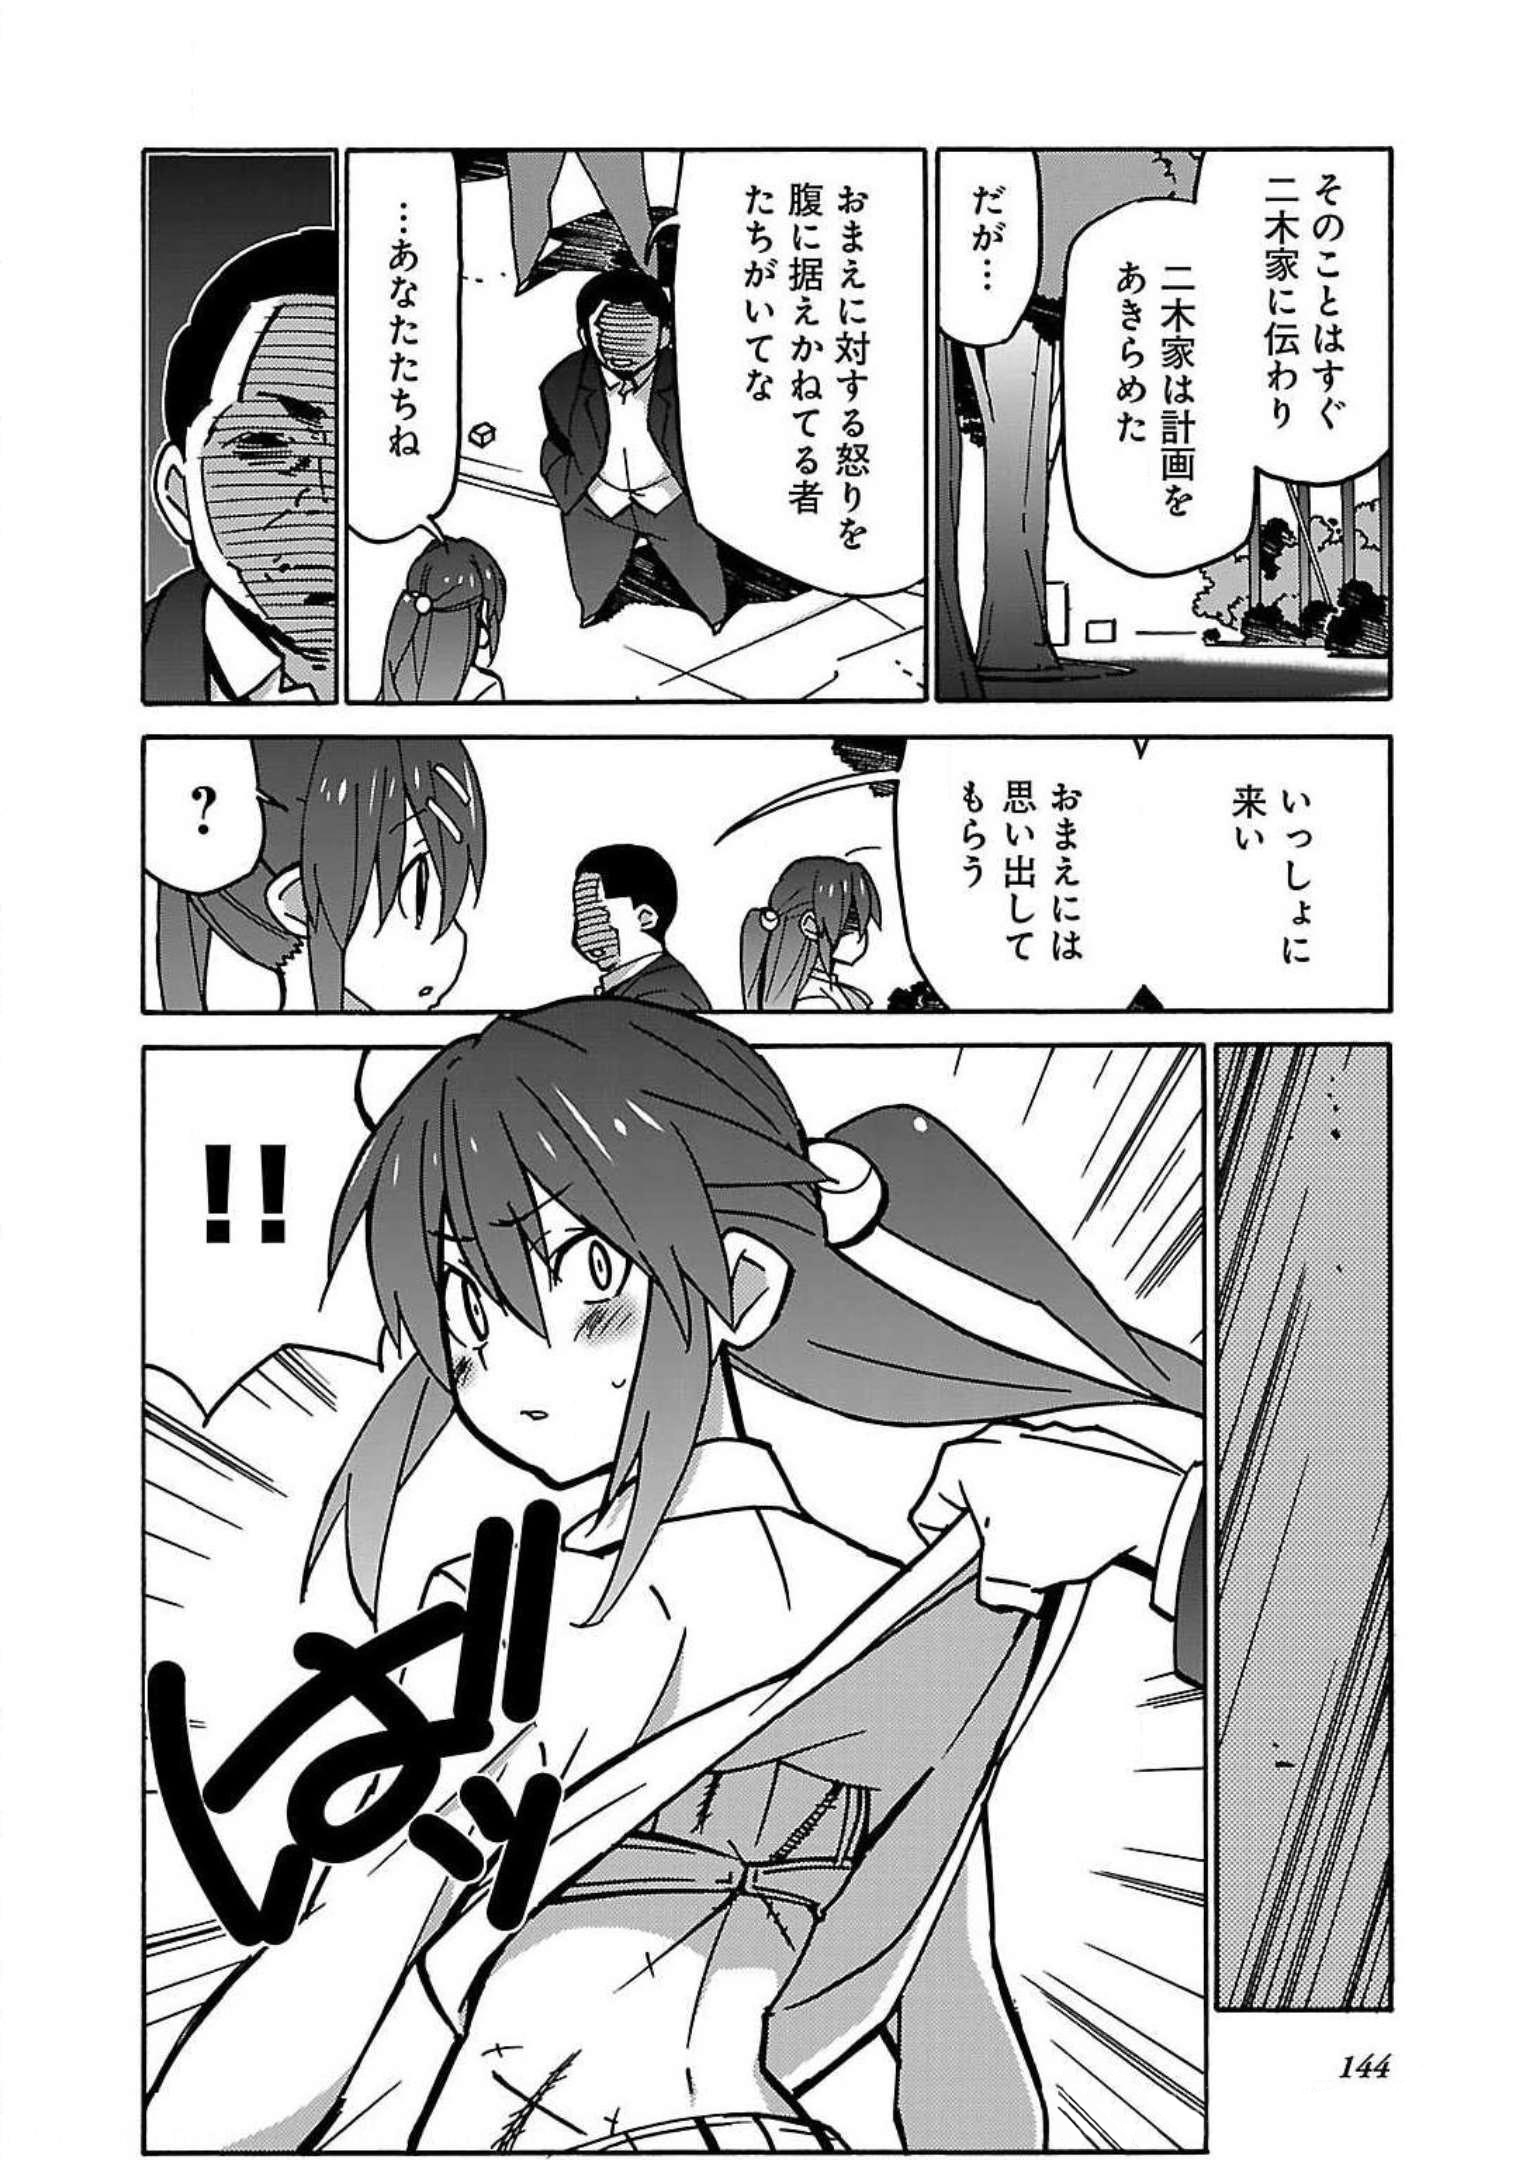 そのことはすぐ
二木家に伝わり
二木家は計画を
あきらめた
だが…
おまえに対する怒りを
腹に据えかねてる者
たちがいてな
…あなたたちね
いっしょに
来い
おまえには
思い出して
もらう
?
!!
ばッ
144